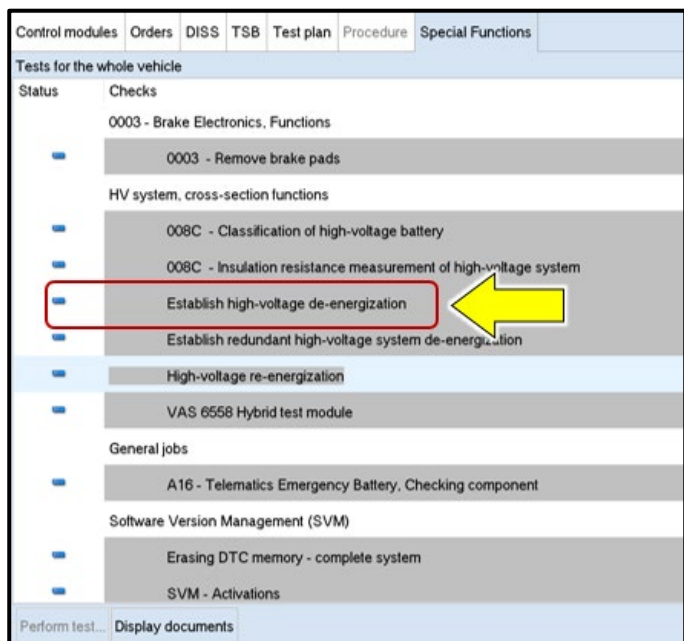 Control modules Orders DISS TSB Test plan Procedure Special Functions
Tests for the whole vehicle
Status Checks
0003 - Brake Electronics, Functions
0003 - Remove brake pads
HV system, cross-section functions
008C - Classification of high-voltage battery
008C - Insulation resistance measurement of high-voltage system
Establish high-voltage de-energization
Establish redundant high-voltage system de-energization
High-voltage re-energization
VAS 6558 Hybrid test module
General jobs
A16 - Telematics Emergency Battery, Checking component
Software Version Management (SVM)
Erasing DTC memory - complete system
SVM - Activations
Perform test... Display documents